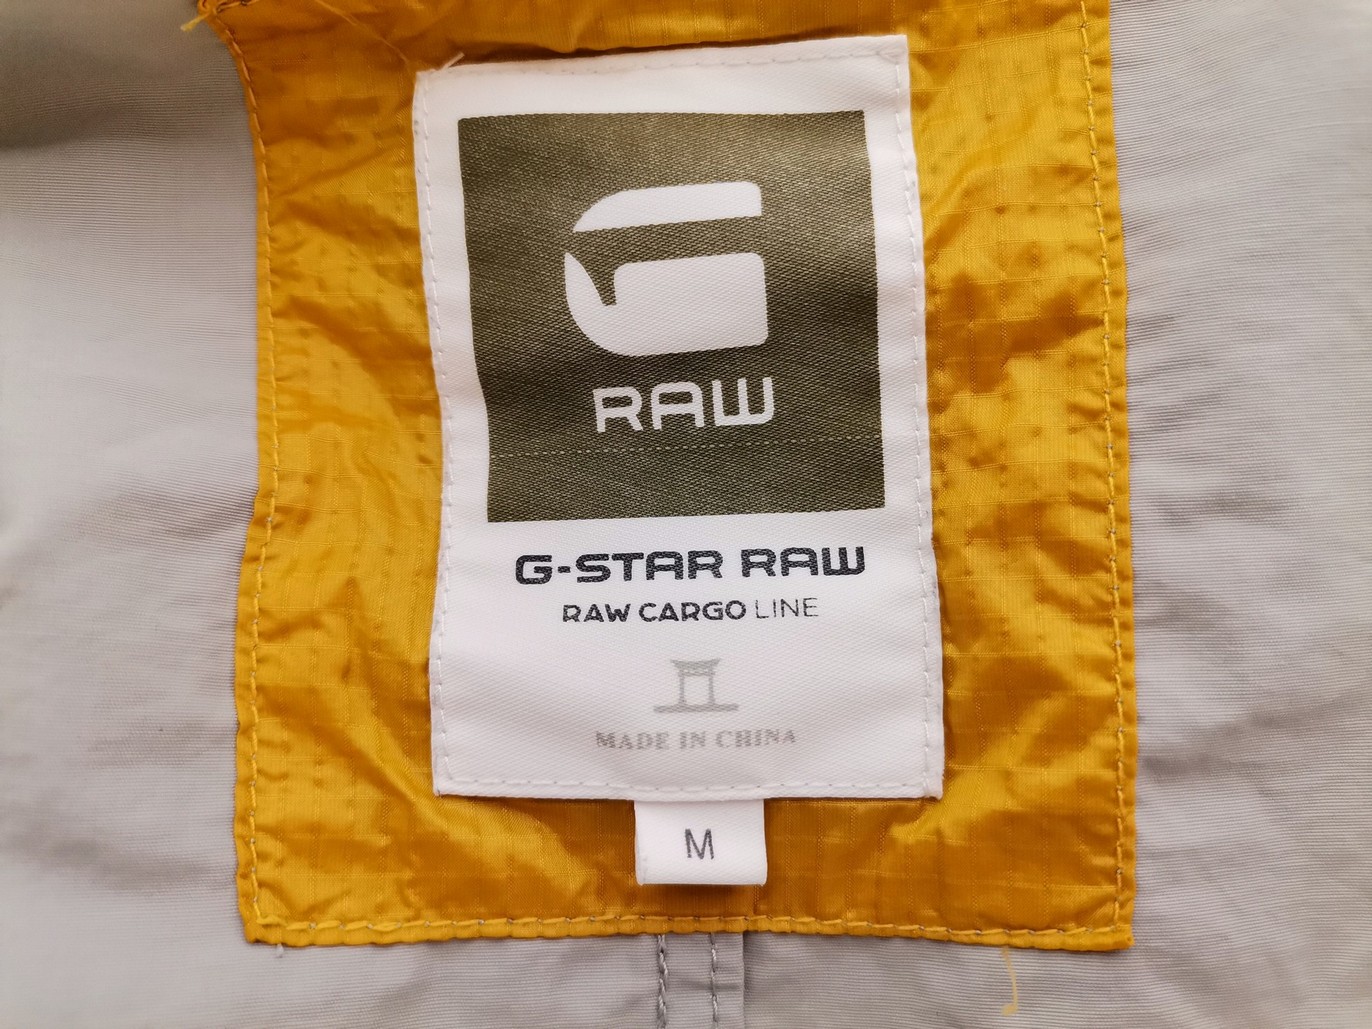 RAW
G-STAR RAW
RAW CARGO LINE
MADE IN CHINA
M